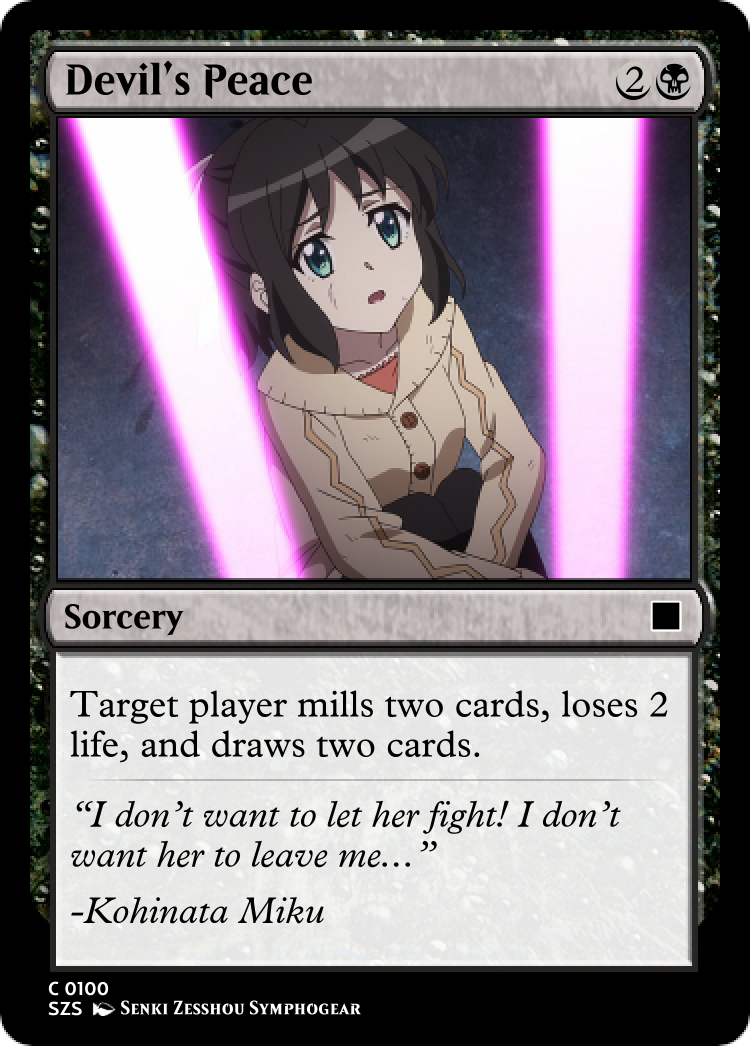 Devil's Peace 2
Sorcery
Target player mills two cards, loses 2
life, and draws two cards.
“I don’t want to let her fight! I don’t
want her to leave me…”
-Kohinata Miku
C 0100
SZS Senki Zesshou Symphogear